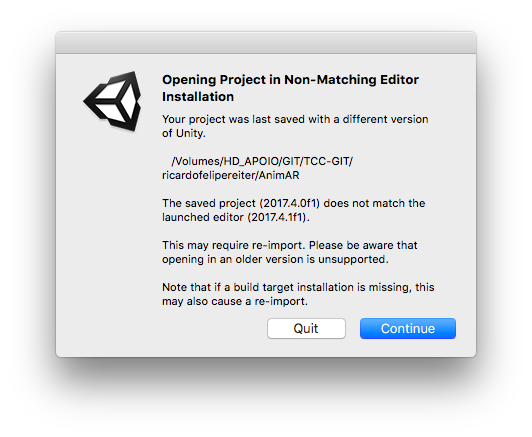 Opening Project in Non-Matching Editor
Installation
Your project was last saved with a different version
of Unity.
/Volumes/HD_APOIO/GIT/TCC-GIT/
ricardofelipereiter/AnimAR
The saved project (2017.4.0f1) does not match the
launched editor (2017.4.1f1).
This may require re-import. Please be aware that
opening in an older version is unsupported.
Note that if a build target installation is missing, this
may also cause a re-import.
Quit
Continue